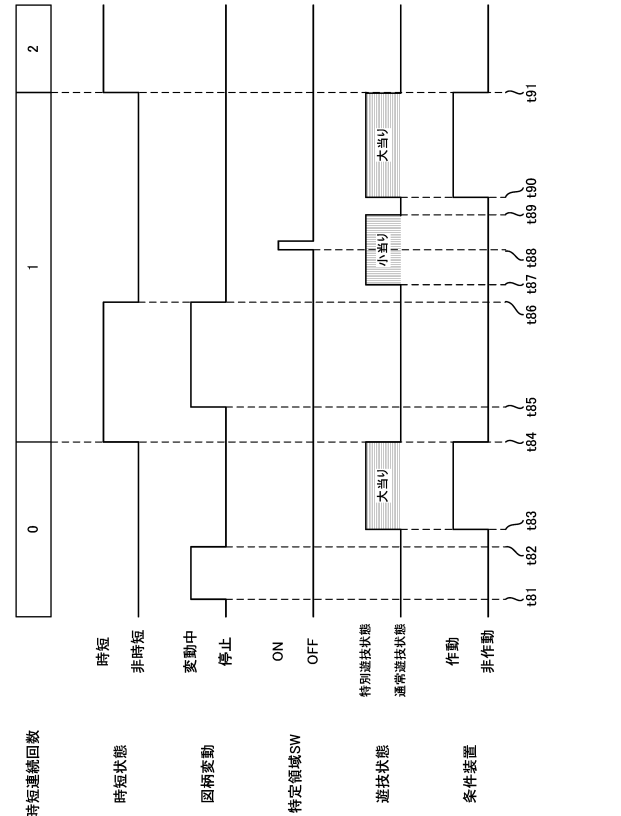 時短連続回数
0
1
2
時短状態
時短
非時短
図柄変動
変動中
停止
特定領域SW
ON
OFF
遊技状態
特別遊技状態
通常遊技状態
大当り
小当り
大当り
条件装置
作動
非作動
t81
t82
t83
t84
t85
t86
t87
t88
t89
t90
t91